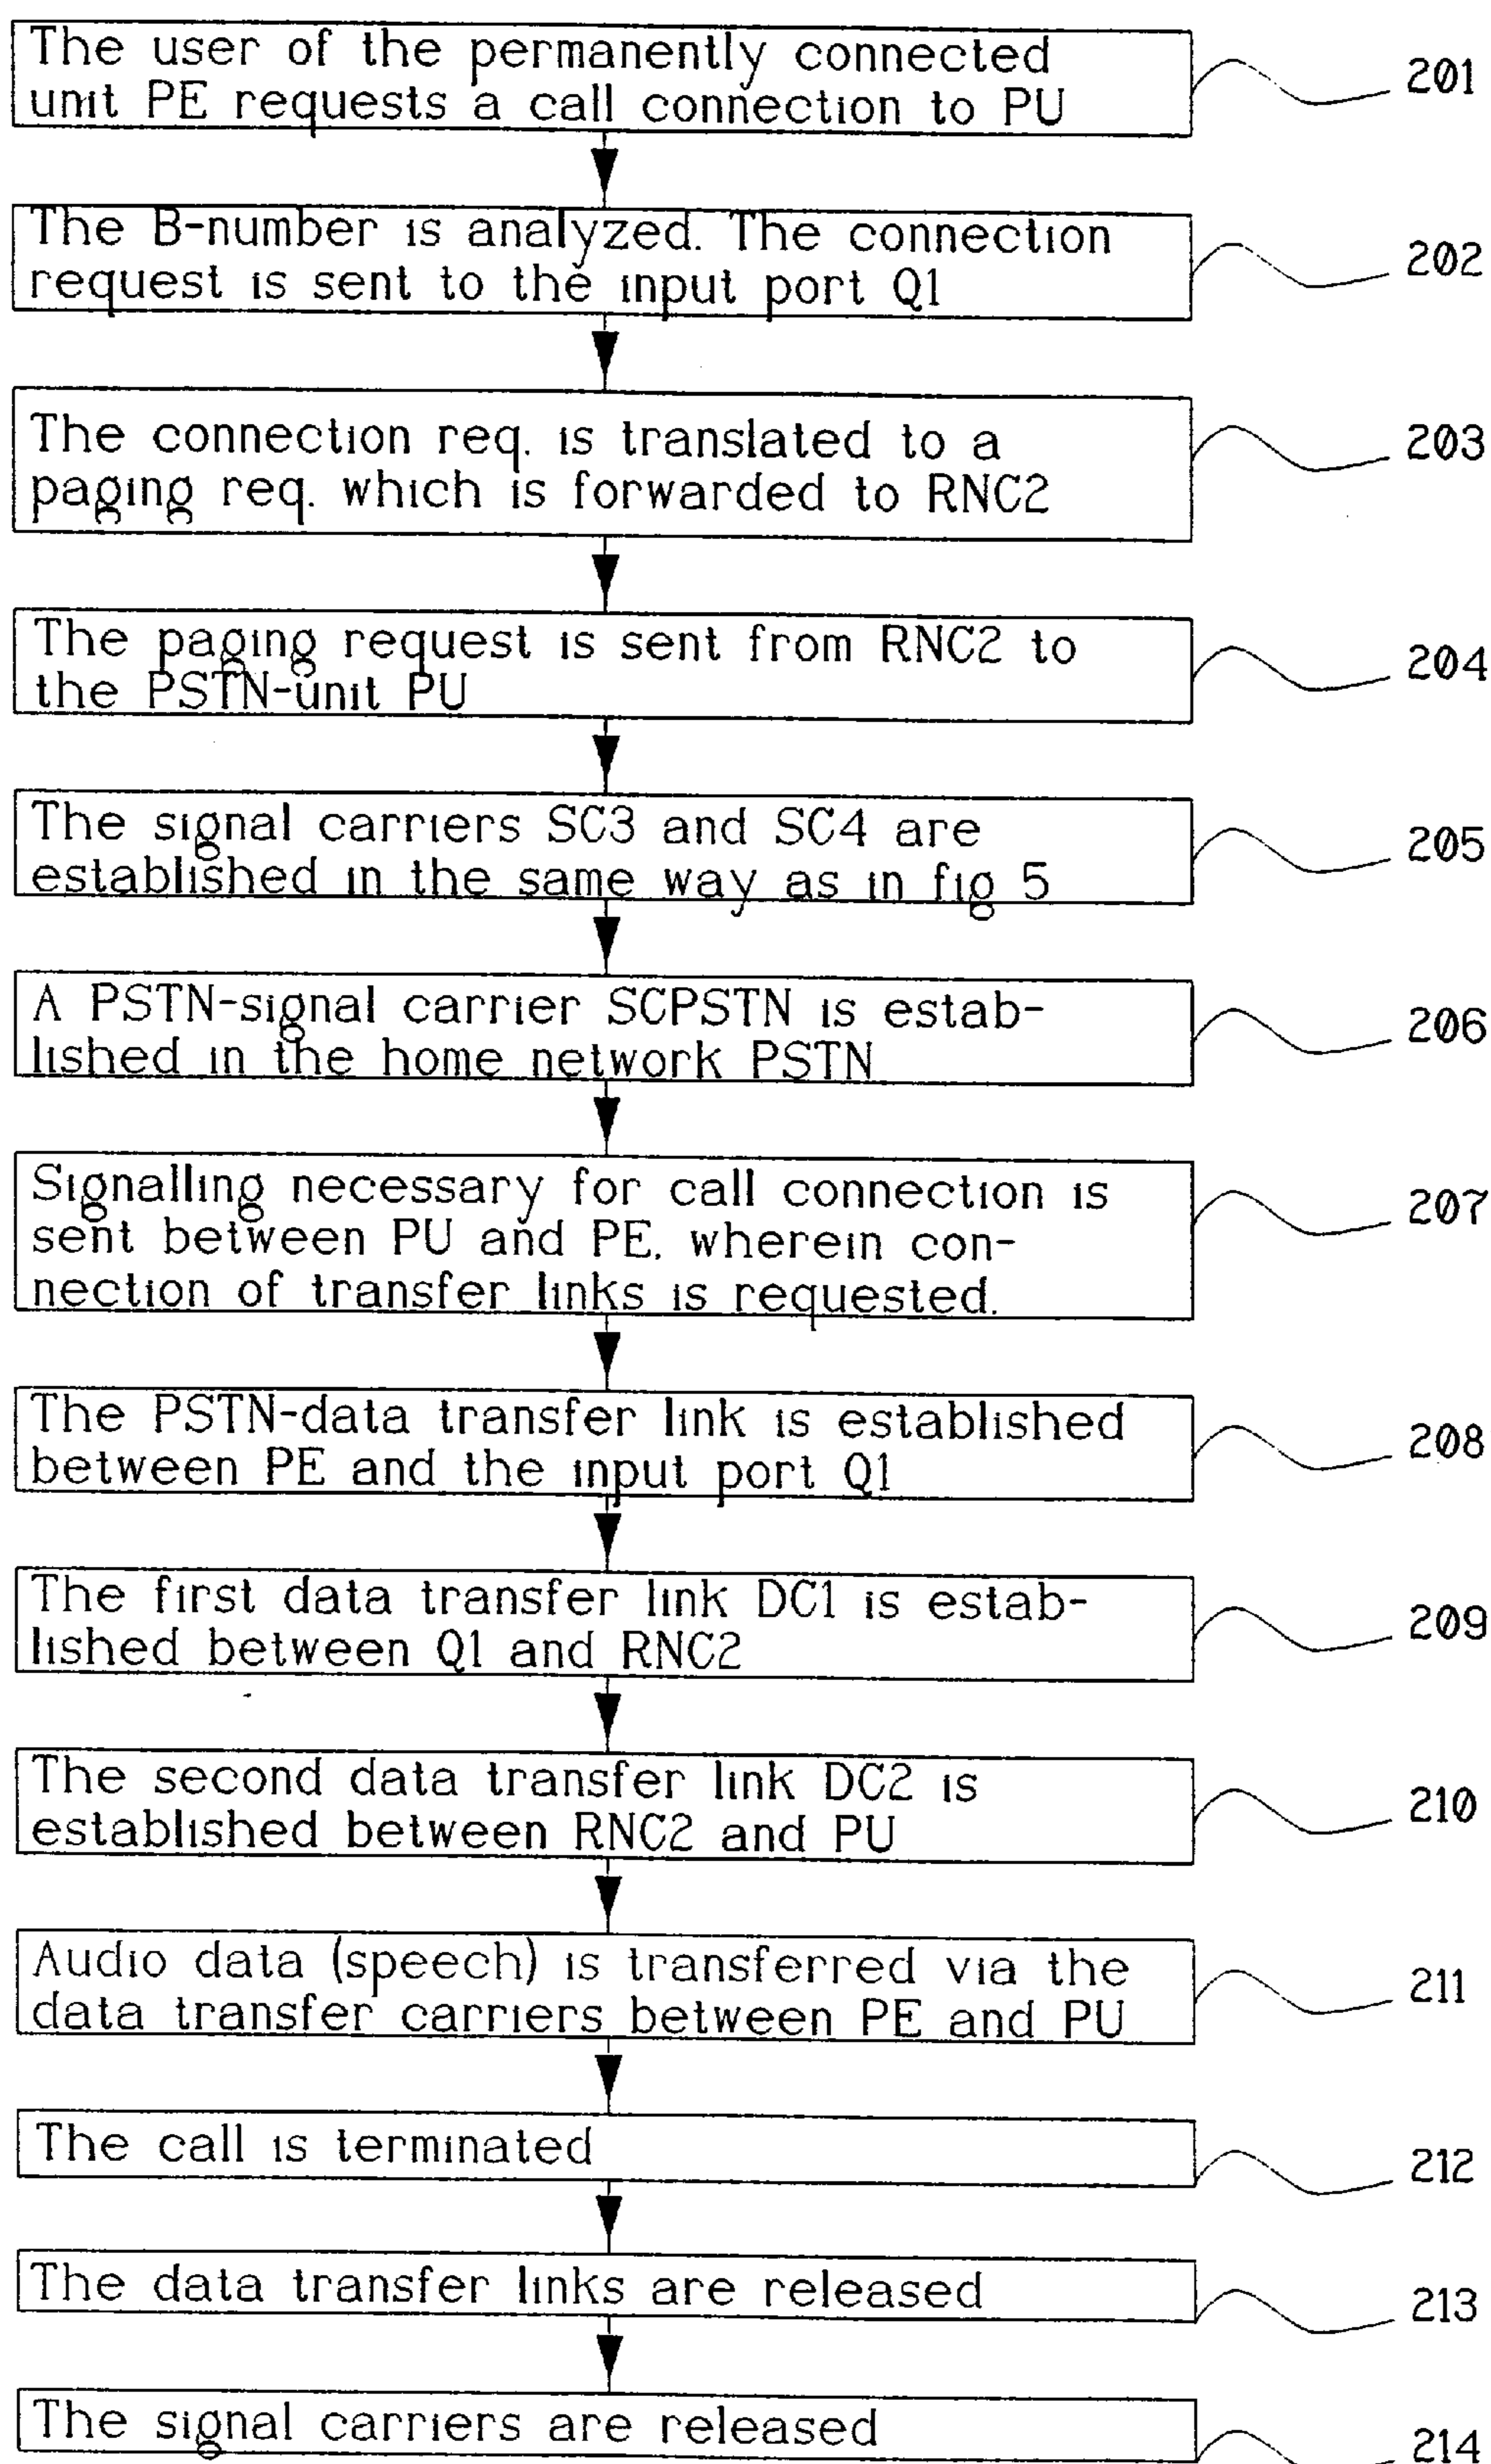 The user of the permanently connected
unit PE requests a call connection to PU
201
The B-number is analyzed. The connection
request is sent to the input port Q1
202
The connection req. is translated to a
paging req. which is forwarded to RNC2
203
The paging request is sent from RNC2 to
the PSTN-unit PU
204
The signal carriers SC3 and SC4 are
established in the same way as in fig 5
205
A PSTN-signal carrier SCPSTN is estab-
lished in the home network PSTN
206
Signalling necessary for call connection is
sent between PU and PE, wherein con-
nection of transfer links is requested.
207
The PSTN-data transfer link is established
between PE and the input port Q1
208
The first data transfer link DC1 is estab-
lished between Q1 and RNC2
209
The second data transfer link DC2 is
established between RNC2 and PU
210
Audio data (speech) is transferred via the
data transfer carriers between PE and PU
211
The call is terminated
212
The data transfer links are released
213
The signal carriers are released
214